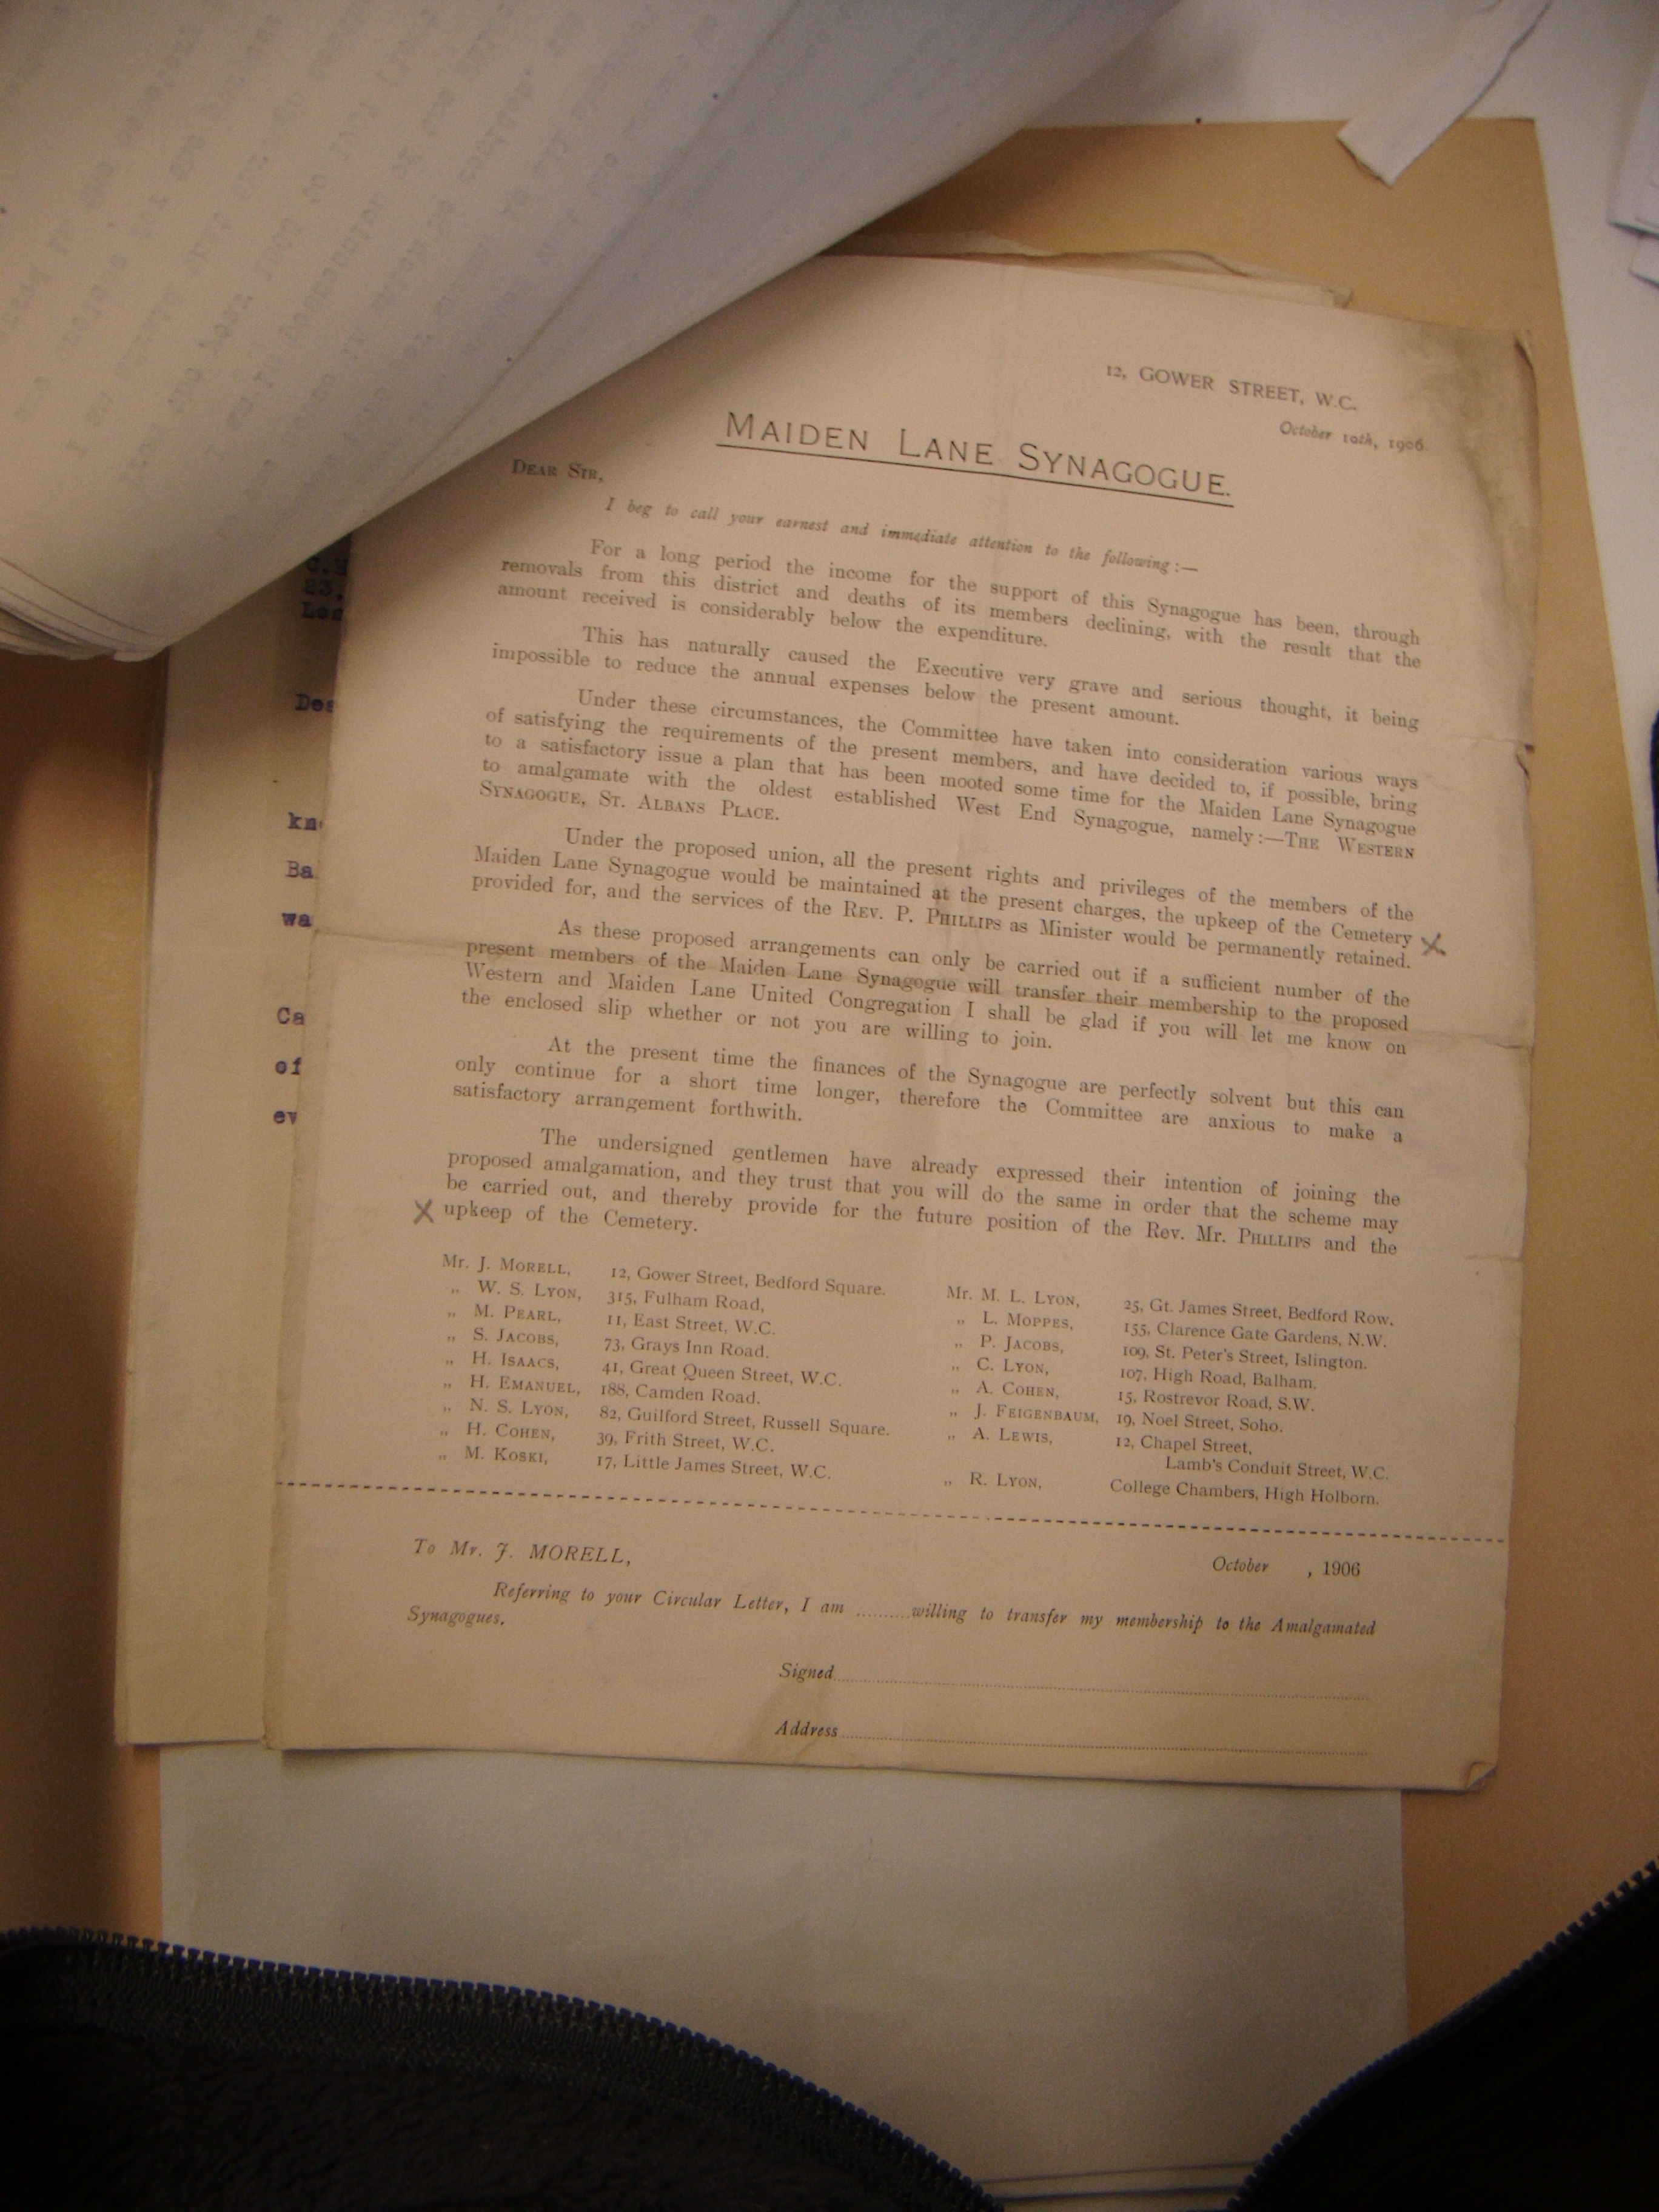 12, GOWER STREET, W.C.
October 10th, 1906.
MAIDEN LANE SYNAGOGUE.
DEAR SIR,
I beg to call your earnest and immediate attention to the following :—
For a long period the income for the support of this Synagogue has been, through
removals from this district and deaths of its members declining, with the result that the
amount received is considerably below the expenditure.
This has naturally caused the Executive very grave and serious thought, it being
impossible to reduce the annual expenses below the present amount.
Under these circumstances, the Committee have taken into consideration various ways
of satisfying the requirements of the present members, and have decided to, if possible, bring
to a satisfactory issue a plan that has been mooted some time for the Maiden Lane Synagogue
to amalgamate with the oldest established West End Synagogue, namely :—THE WESTERN
SYNAGOGUE, ST. ALBANS PLACE.
Under the proposed union, all the present rights and privileges of the members of the
Maiden Lane Synagogue would be maintained at the present charges, the upkeep of the Cemetery X
provided for, and the services of the REV. P. PHILLIPS as Minister would be permanently retained.
As these proposed arrangements can only be carried out if a sufficient number of the
present members of the Maiden Lane Synagogue will transfer their membership to the proposed
Western and Maiden Lane United Congregation I shall be glad if you will let me know on
the enclosed slip whether or not you are willing to join.
At the present time the finances of the Synagogue are perfectly solvent but this can
only continue for a short time longer, therefore the Committee are anxious to make a
satisfactory arrangement forthwith.
The undersigned gentlemen have already expressed their intention of joining the
proposed amalgamation, and they trust that you will do the same in order that the scheme may
be carried out, and thereby provide for the future position of the Rev. Mr. PHILLIPS and the
X upkeep of the Cemetery.
Mr. J. MORELL, 12, Gower Street, Bedford Square.
„ W. S. LYON, 315, Fulham Road,
„ M. PEARL, 11, East Street, W.C.
„ S. JACOBS, 73, Grays Inn Road.
„ H. ISAACS, 41, Great Queen Street, W.C.
„ H. EMANUEL, 188, Camden Road.
„ N. S. LYON, 82, Guilford Street, Russell Square.
„ H. COHEN, 39, Frith Street, W.C.
„ M. KOSKI, 17, Little James Street, W.C.
Mr. M. L. LYON, 25, Gt. James Street, Bedford Row.
„ L. MOPPES, 155, Clarence Gate Gardens, N.W.
„ P. JACOBS, 109, St. Peter's Street, Islington.
„ C. LYON, 107, High Road, Balham.
„ A. COHEN, 15, Rostrevor Road, S.W.
„ J. FEIGENBAUM, 19, Noel Street, Soho.
„ A. LEWIS, 12, Chapel Street,
Lamb's Conduit Street, W.C.
„ R. LYON, College Chambers, High Holborn.
To Mr. J. MORELL,
October , 1906
Referring to your Circular Letter, I am ..........willing to transfer my membership to the Amalgamated
Synagogues.
Signed
Address
23.
kn
Ba
wa
Ca
of
ev